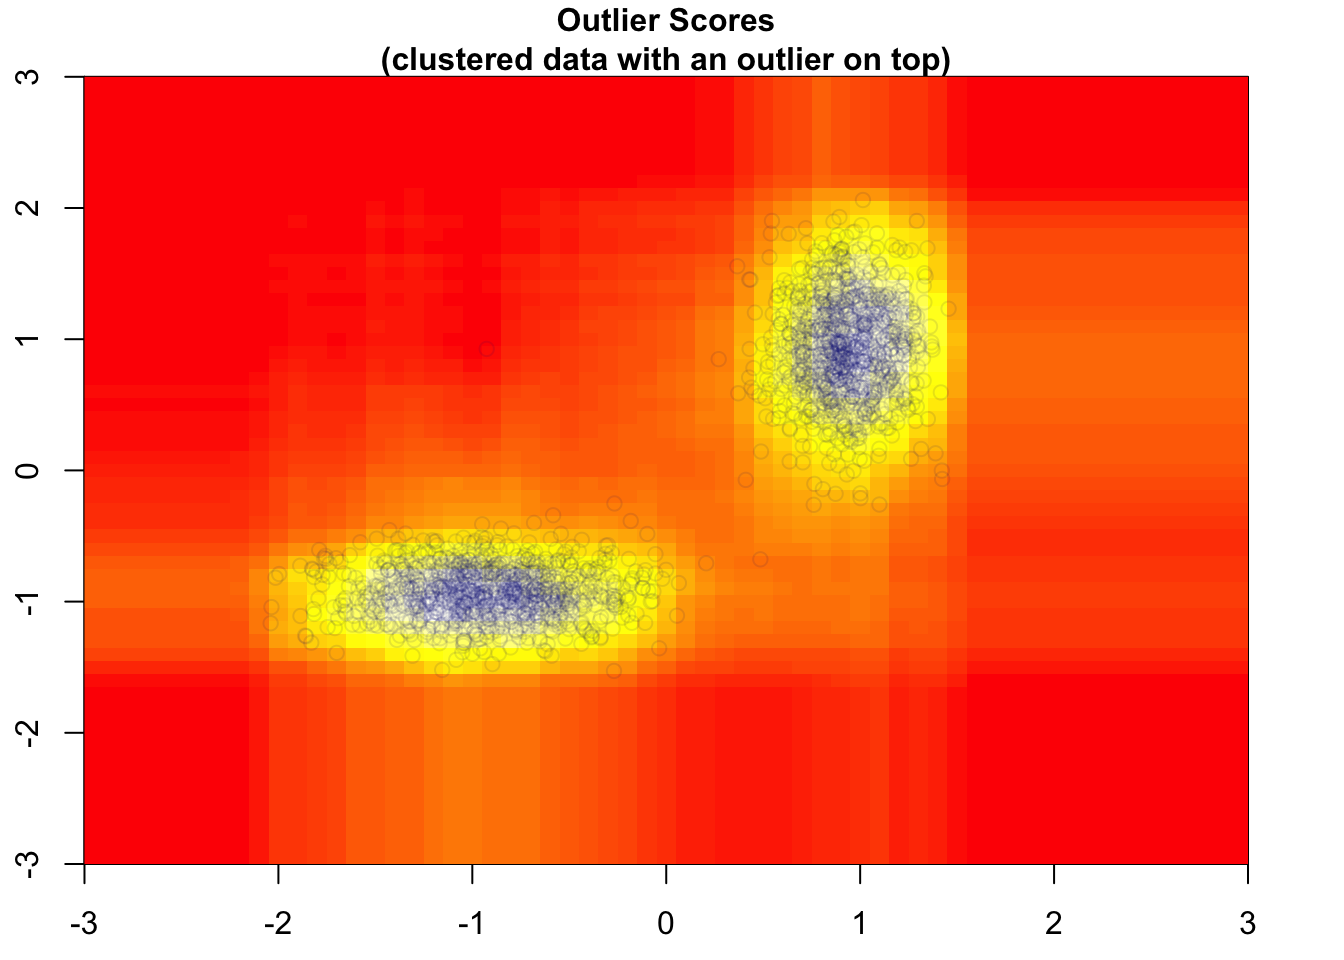 Outlier Scores
(clustered data with an outlier on top)
3
2
1
0
-1
-2
-3
-3 -2 -1 0 1 2 3